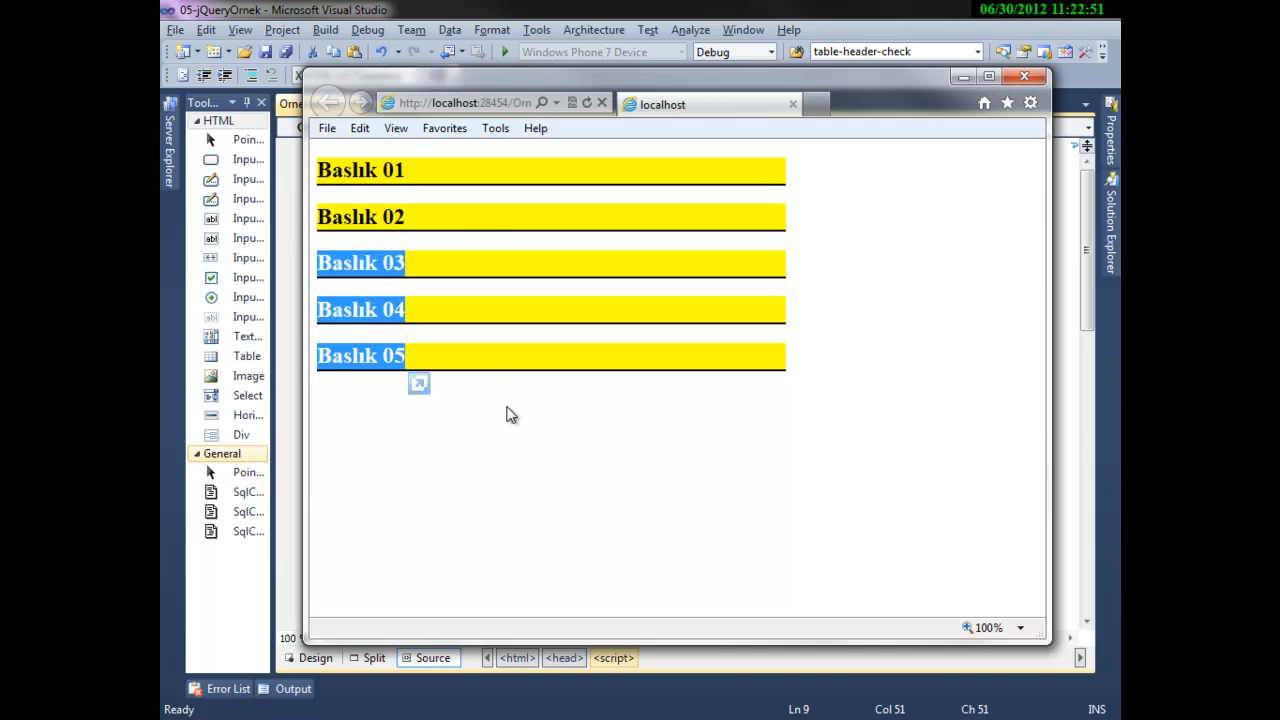 05-jQueryOrnek - Microsoft Visual Studio
06/30/2012 11:22:51
File Edit View Project Build Debug Team Data Format Tools Architecture Test Analyze Window Help
Windows Phone 7 Device Debug table-header-check
Tool...
HTML
Poin...
Inpu...
Inpu...
Inpu...
Inpu...
Inpu...
Inpu...
Inpu...
Inpu...
Inpu...
Text...
Table
Image
Select
Hori...
Div
General
Poin...
SqlC...
SqlC...
SqlC...
Server Explorer
Orne
http://localhost:28454/Orn
localhost
File Edit View Favorites Tools Help
Baslık 01
Baslık 02
Baslık 03
Baslık 04
Baslık 05
100%
Properties
Solution Explorer
100
Design Split Source <html> <head> <script>
Error List Output
Ready Ln 9 Col 51 Ch 51 INS